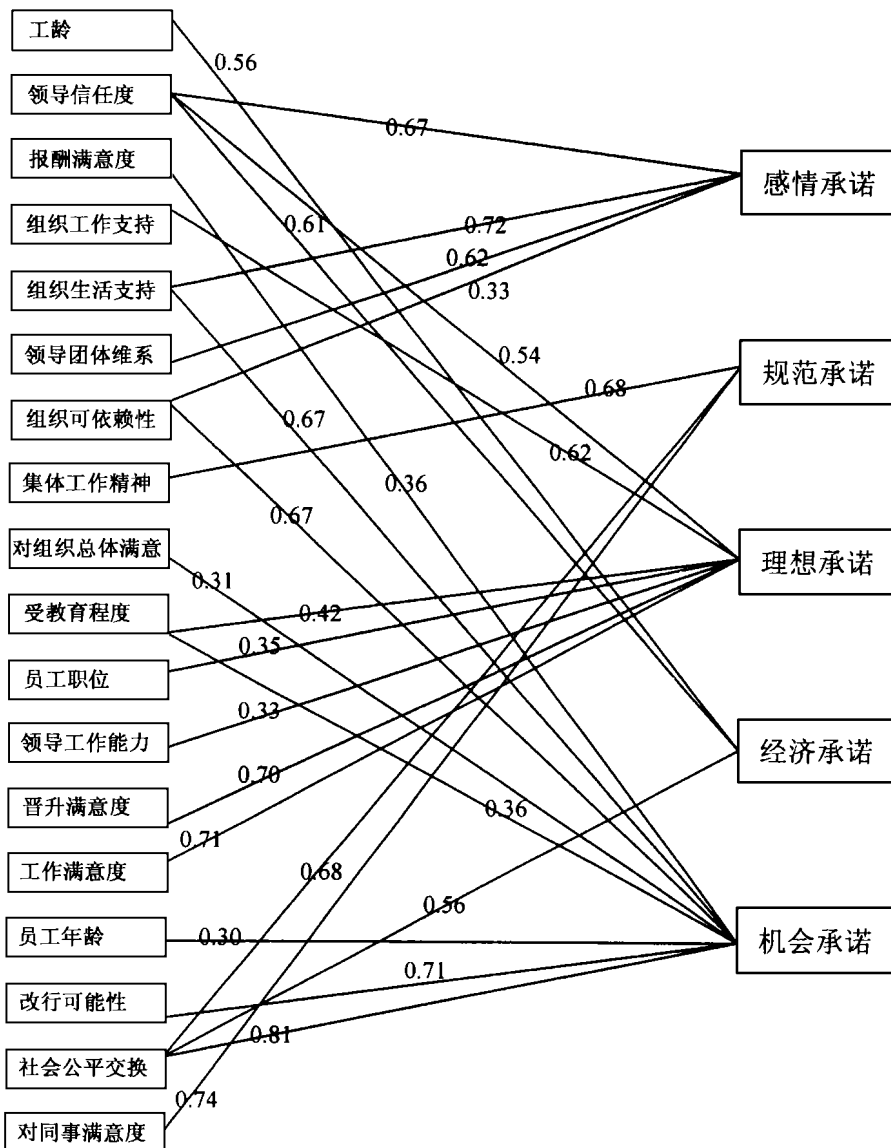 工龄
0.56
领导信任度
0.67
报酬满意度
感情承诺
组织工作支持
0.61
0.72
0.62
组织生活支持
0.33
领导团体维系
0.54
规范承诺
0.68
组织可依赖性
0.67
0.62
集体工作精神
0.36
0.67
对组织总体满意
理想承诺
0.31
受教育程度
0.42
0.35
员工职位
0.33
领导工作能力
经济承诺
0.70
晋升满意度
0.36
0.71
工作满意度
0.68
0.56
员工年龄
0.30
机会承诺
0.71
改行可能性
0.81
社会公平交换
0.74
对同事满意度